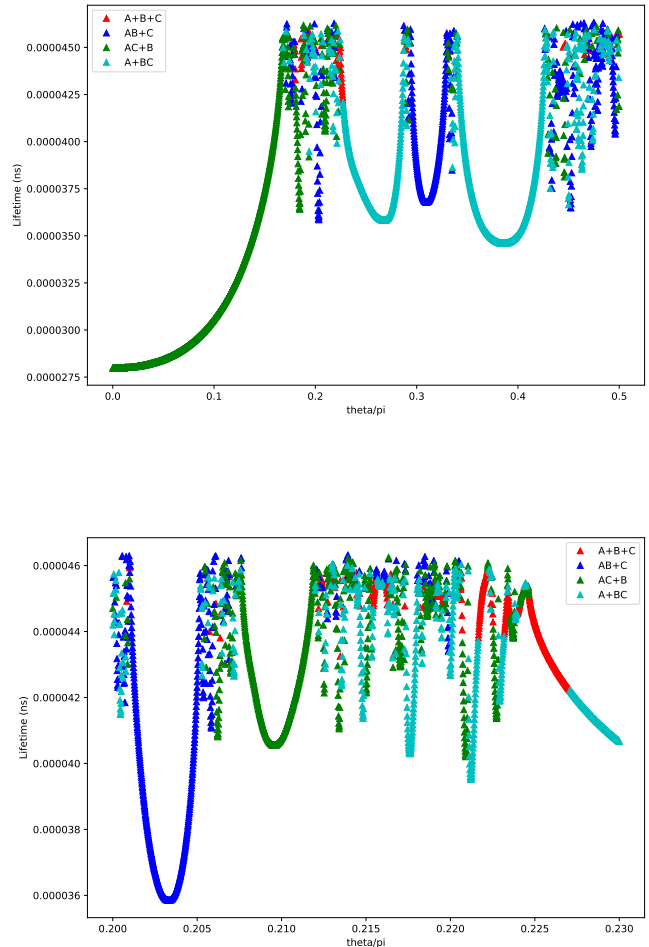 A+B+C
AB+C
AC+B
A+BC
0.0000450
0.0000425
0.0000400
0.0000375
0.0000350
0.0000325
0.0000300
0.0000275
Lifetime (ns)
0.0 0.1 0.2 0.3 0.4 0.5
theta/pi
A+B+C
AB+C
AC+B
A+BC
0.000046
0.000044
0.000042
0.000040
0.000038
0.000036
Lifetime (ns)
0.200 0.205 0.210 0.215 0.220 0.225 0.230
theta/pi